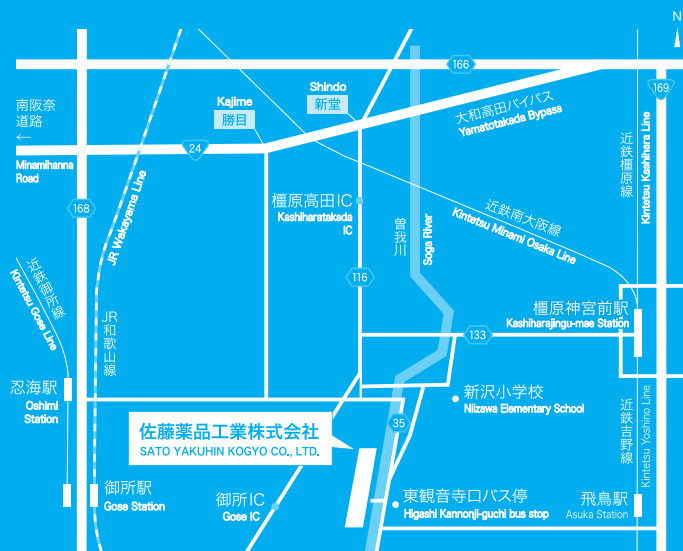 N
166
169
南阪奈
道路
←
Minamihanna
Road
Kajime
勝目
Shindo
新堂
24
大和高田バイパス
Yamatotakada Bypass
近鉄橿原線
Kintetsu Kashihara Line
168
JR Wakayama Line
JR和歌山線
橿原高田IC
Kashiharatakada
IC
曽我川
Soga River
近鉄南大阪線
Kintetsu Minami Osaka Line
近鉄御所線
Kintetsu Gose Line
116
橿原神宮前駅
Kashiharajingu-mae Station
133
忍海駅
Oshimi
Station
新沢小学校
Niizawa Elementary School
近鉄吉野線
Kintetsu Yoshino Line
35
佐藤薬品工業株式会社
SATO YAKUHIN KOGYO CO., LTD.
御所駅
Gose Station
御所IC
Gose IC
東観音寺口バス停
Higashi Kannonji-guchi bus stop
飛鳥駅
Asuka Station